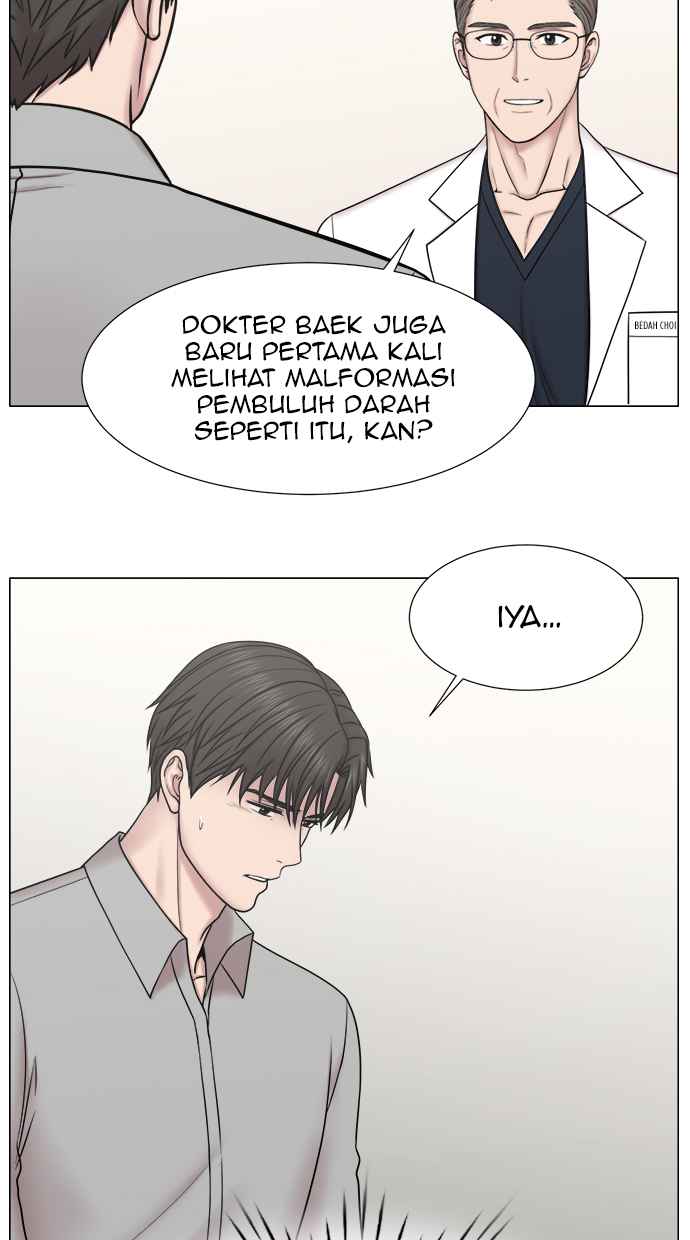 BEDAH CHOI
DOKTER BAEK JUGA
BARU PERTAMA KALI
MELIHAT MALFORMASI
PEMBULUH DARAH
SEPERTI ITU, KAN?
IYA...